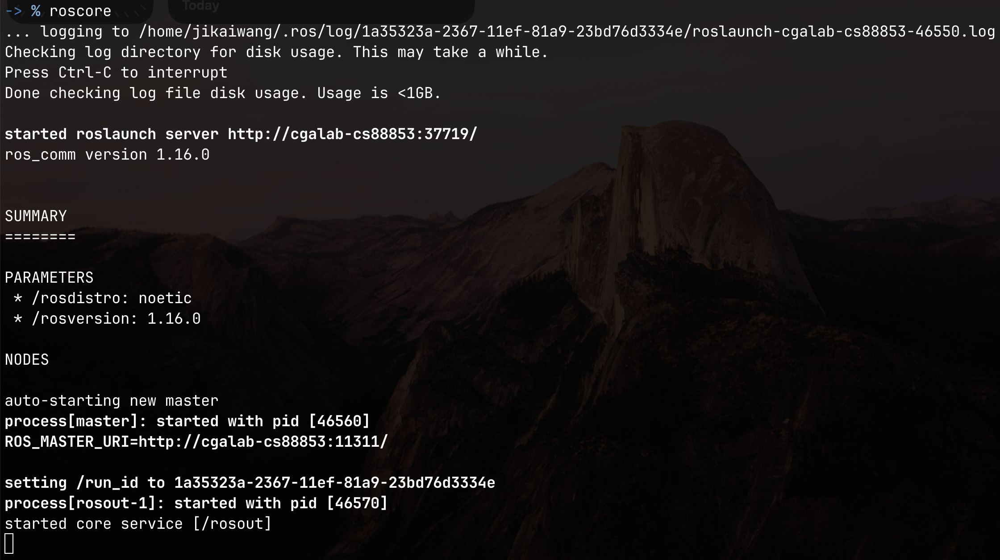 Today
-> % roscore
... logging to /home/jikaiwang/.ros/log/1a35323a-2367-11ef-81a9-23bd76d3334e/roslaunch-cgalab-cs88853-46550.log
Checking log directory for disk usage. This may take a while.
Press Ctrl-C to interrupt
Done checking log file disk usage. Usage is <1GB.
started roslaunch server http://cgalab-cs88853:37719/
ros_comm version 1.16.0
SUMMARY
========
PARAMETERS
 * /rosdistro: noetic
 * /rosversion: 1.16.0
NODES
auto-starting new master
process[master]: started with pid [46560]
ROS_MASTER_URI=http://cgalab-cs88853:11311/
setting /run_id to 1a35323a-2367-11ef-81a9-23bd76d3334e
process[rosout-1]: started with pid [46570]
started core service [/rosout]